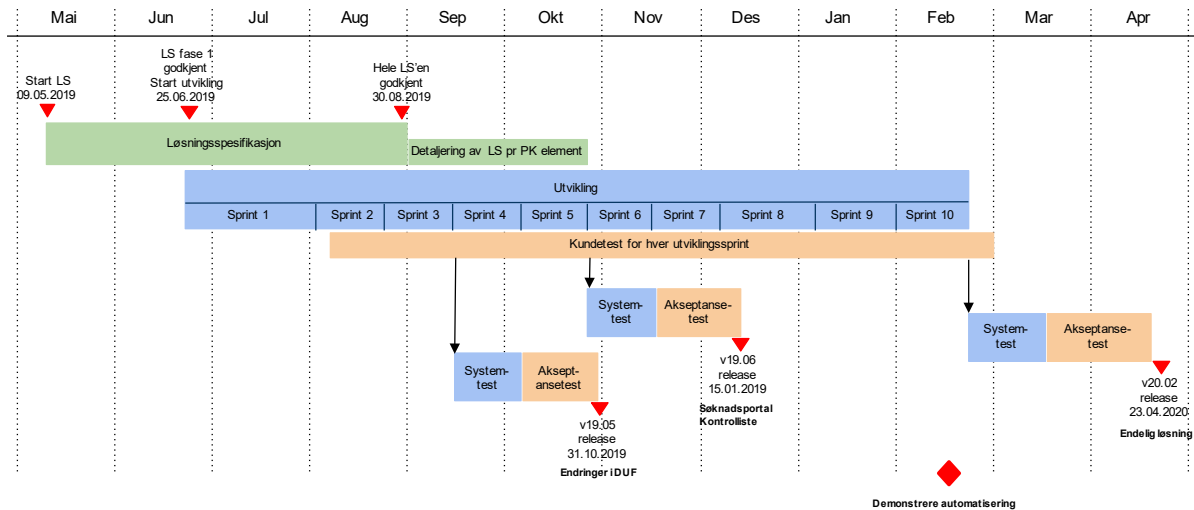 Mai Jun Jul Aug Sep Okt Nov Des Jan Feb Mar Apr
Start LS
09.05.2019
LS fase 1
godkjent
Start utvikling
25.06.2019
Hele LS'en
godkjent
30.08.2019
Løsningsspesifikasjon
Detaljering av LS pr PK element
Utvikling
Sprint 1 Sprint 2 Sprint 3 Sprint 4 Sprint 5 Sprint 6 Sprint 7 Sprint 8 Sprint 9 Sprint 10
Kundetest for hver utviklingssprint
System-
test
Akseptanse-
test
v19.06
release
15.01.2019
Søknadsportal
Kontrolliste
System-
test
Aksept-
ansetest
v19.05
release
31.10.2019
Endringer i DUF
System-
test
Akseptanse-
test
v20.02
release
23.04.2020
Endelig løsning
Demonstrere automatisering